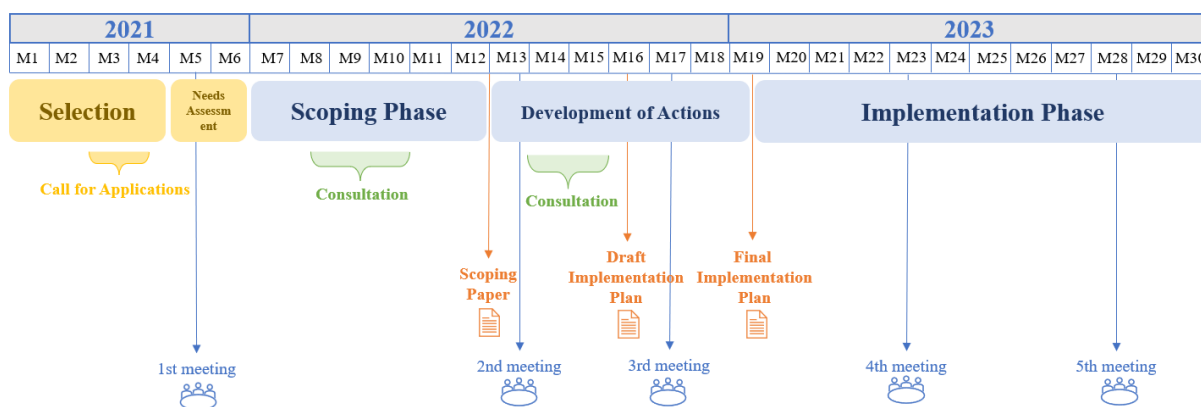 2021 2022 2023
M1 M2 M3 M4 M5 M6 M7 M8 M9 M10 M11 M12 M13 M14 M15 M16 M17 M18 M19 M20 M21 M22 M23 M24 M25 M26 M27 M28 M29 M30
Selection
Needs
Assessm
ent
Scoping Phase
Development of Actions
Implementation Phase
Call for Applications
Consultation
Consultation
Scoping
Paper
Draft
Implementation
Plan
Final
Implementation
Plan
1st meeting
2nd meeting
3rd meeting
4th meeting
5th meeting